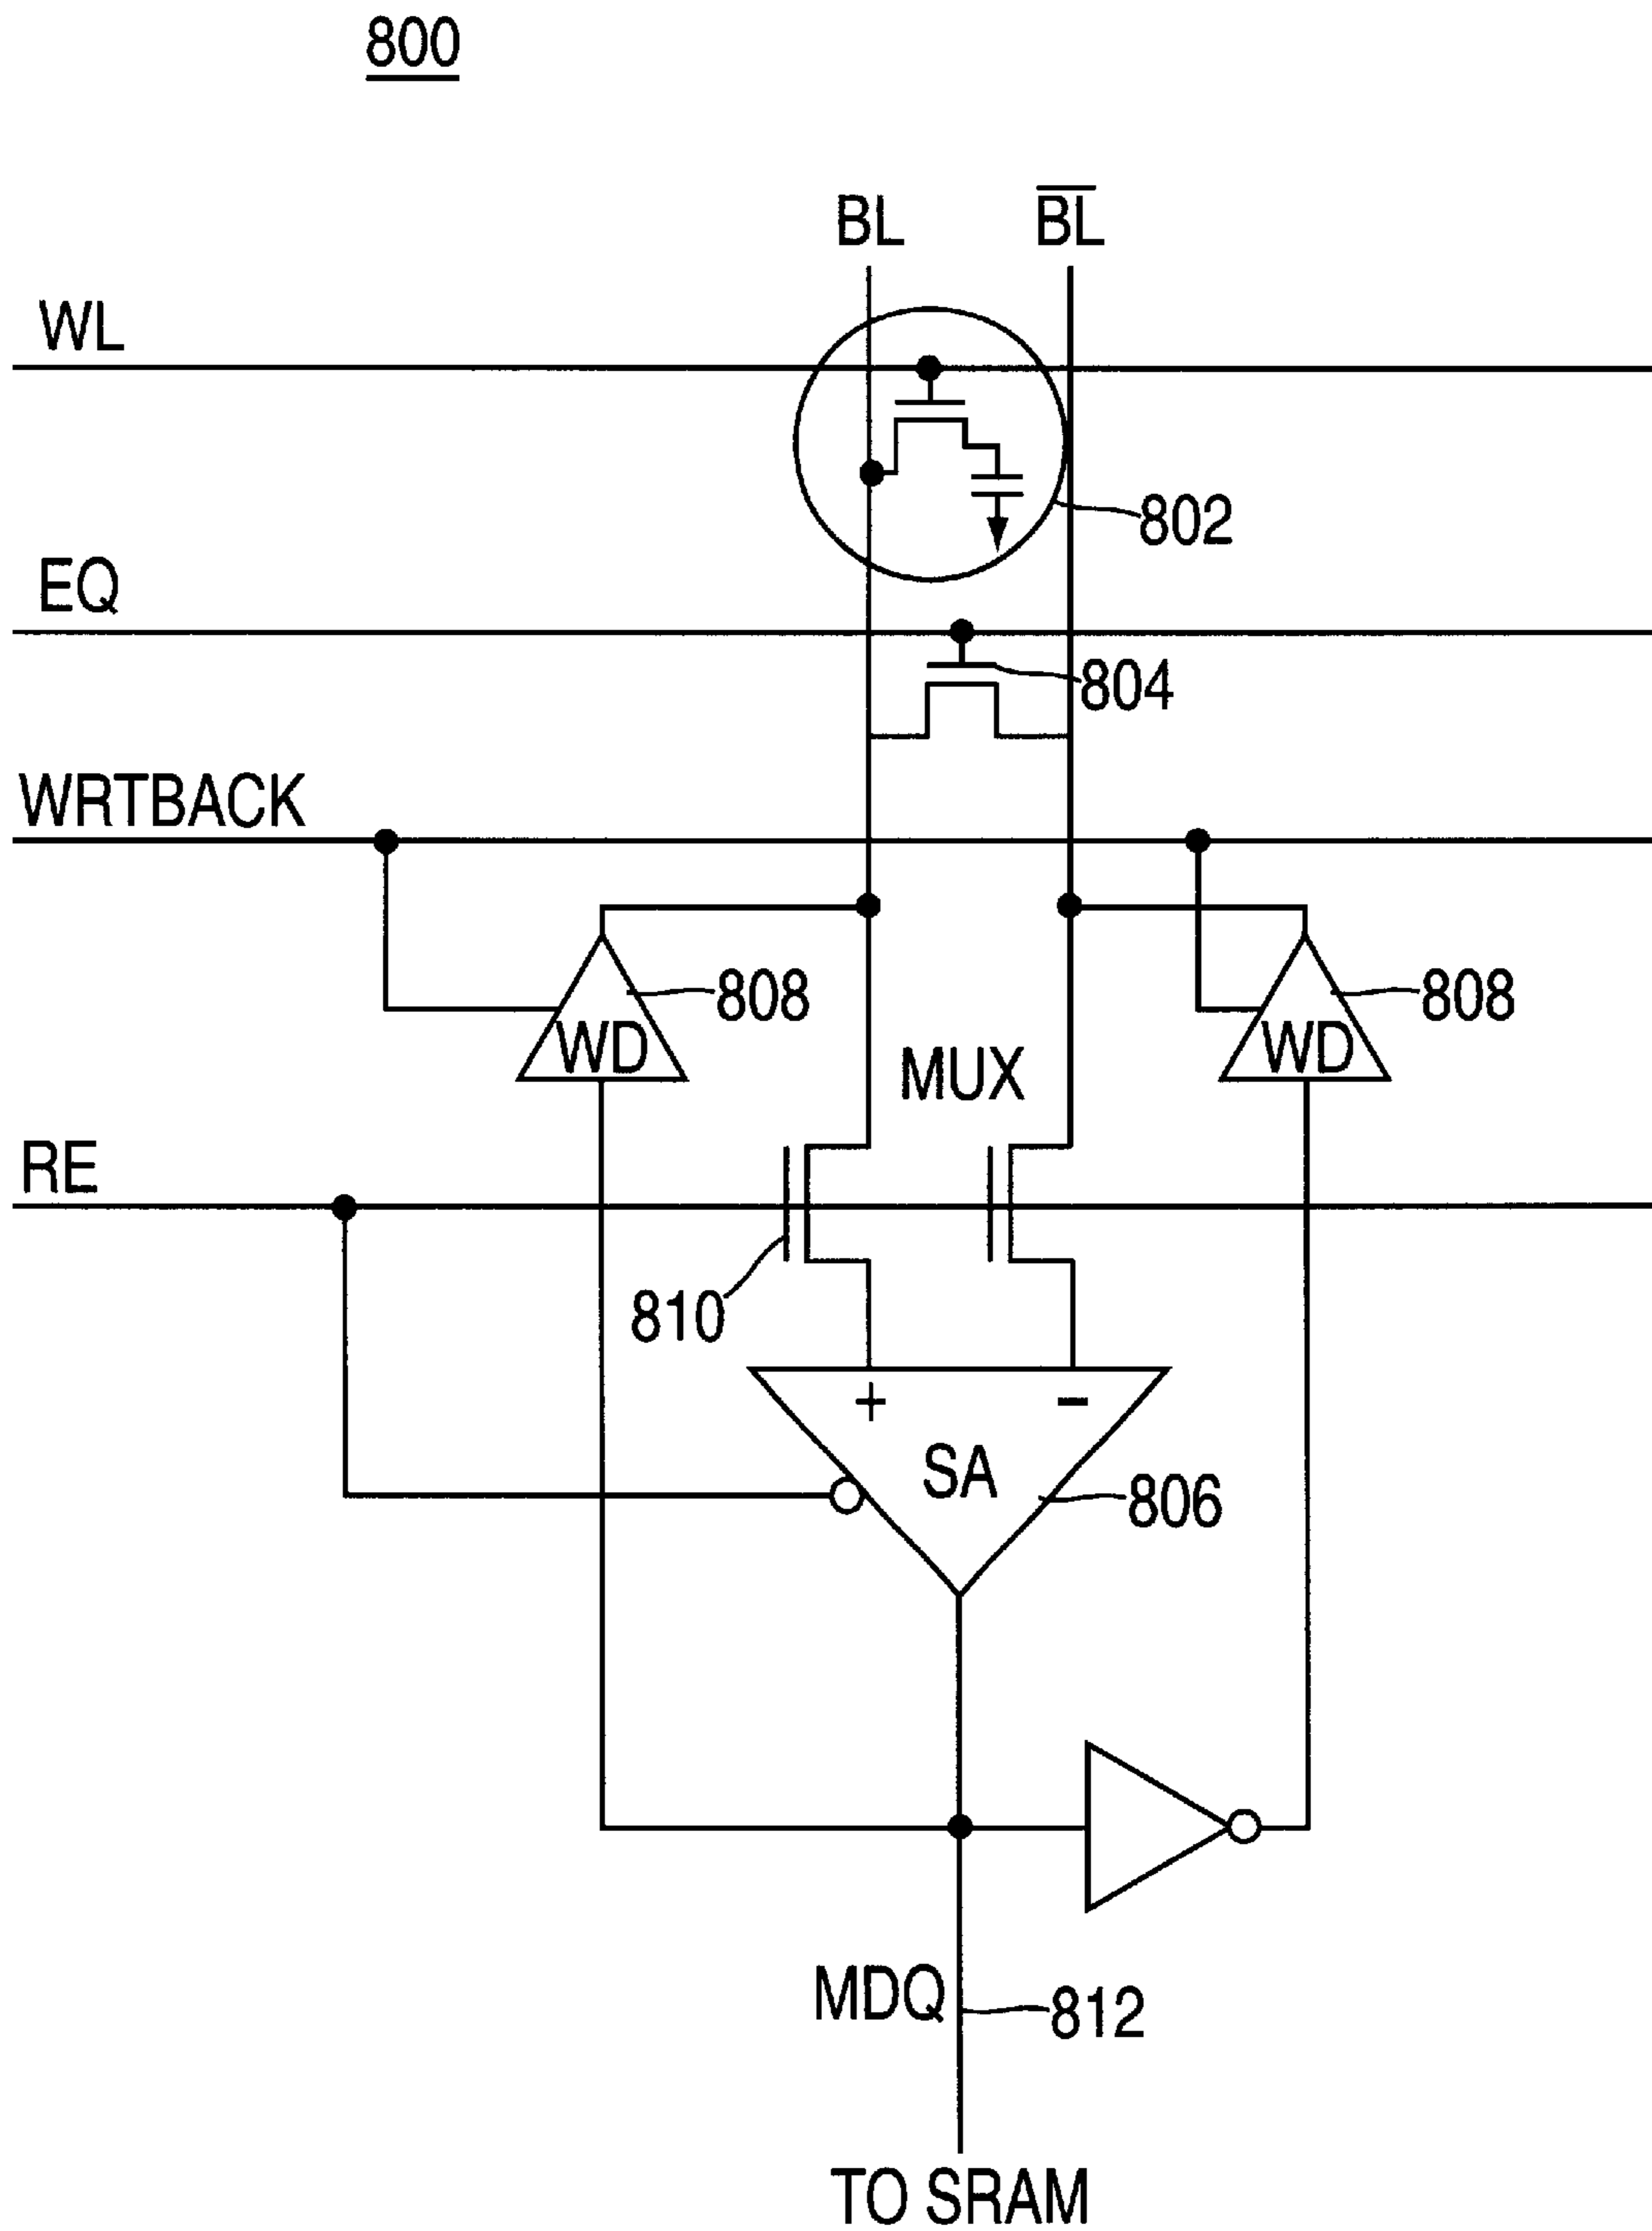 800
BL B̅L̅
WL
802
EQ
804
WRTBACK
808 808
WD WD
MUX
RE
810
+ −
SA
806
MDQ
812
TO SRAM